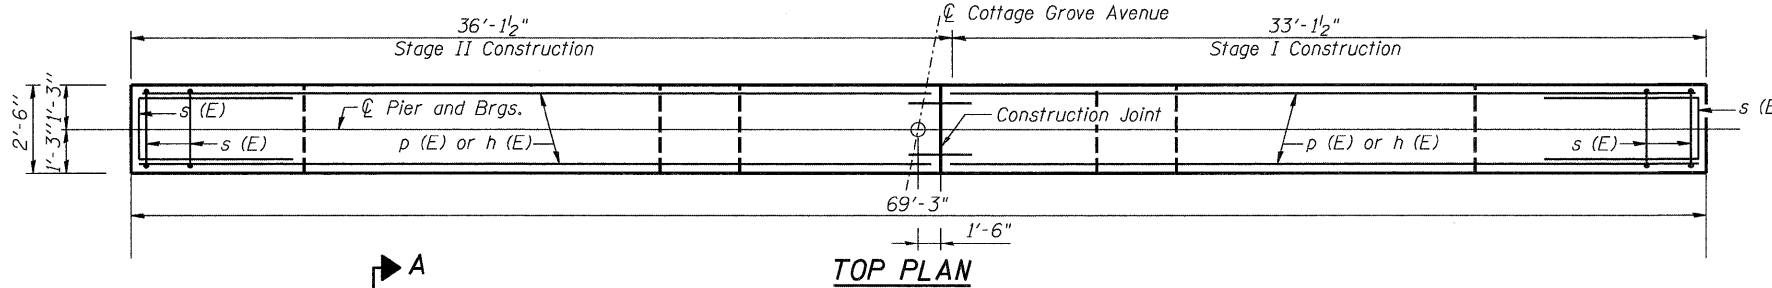 ℄ Cottage Grove Avenue
36'-1½"
33'-1½"
Stage II Construction
Stage I Construction
2'-6"
1'-3"
1'-3"
s (E)
s (E)
℄ Pier and Brgs.
p (E) or h (E)
Construction Joint
p (E) or h (E)
s (E)
s (E
69'-3"
1'-6"
A
TOP PLAN